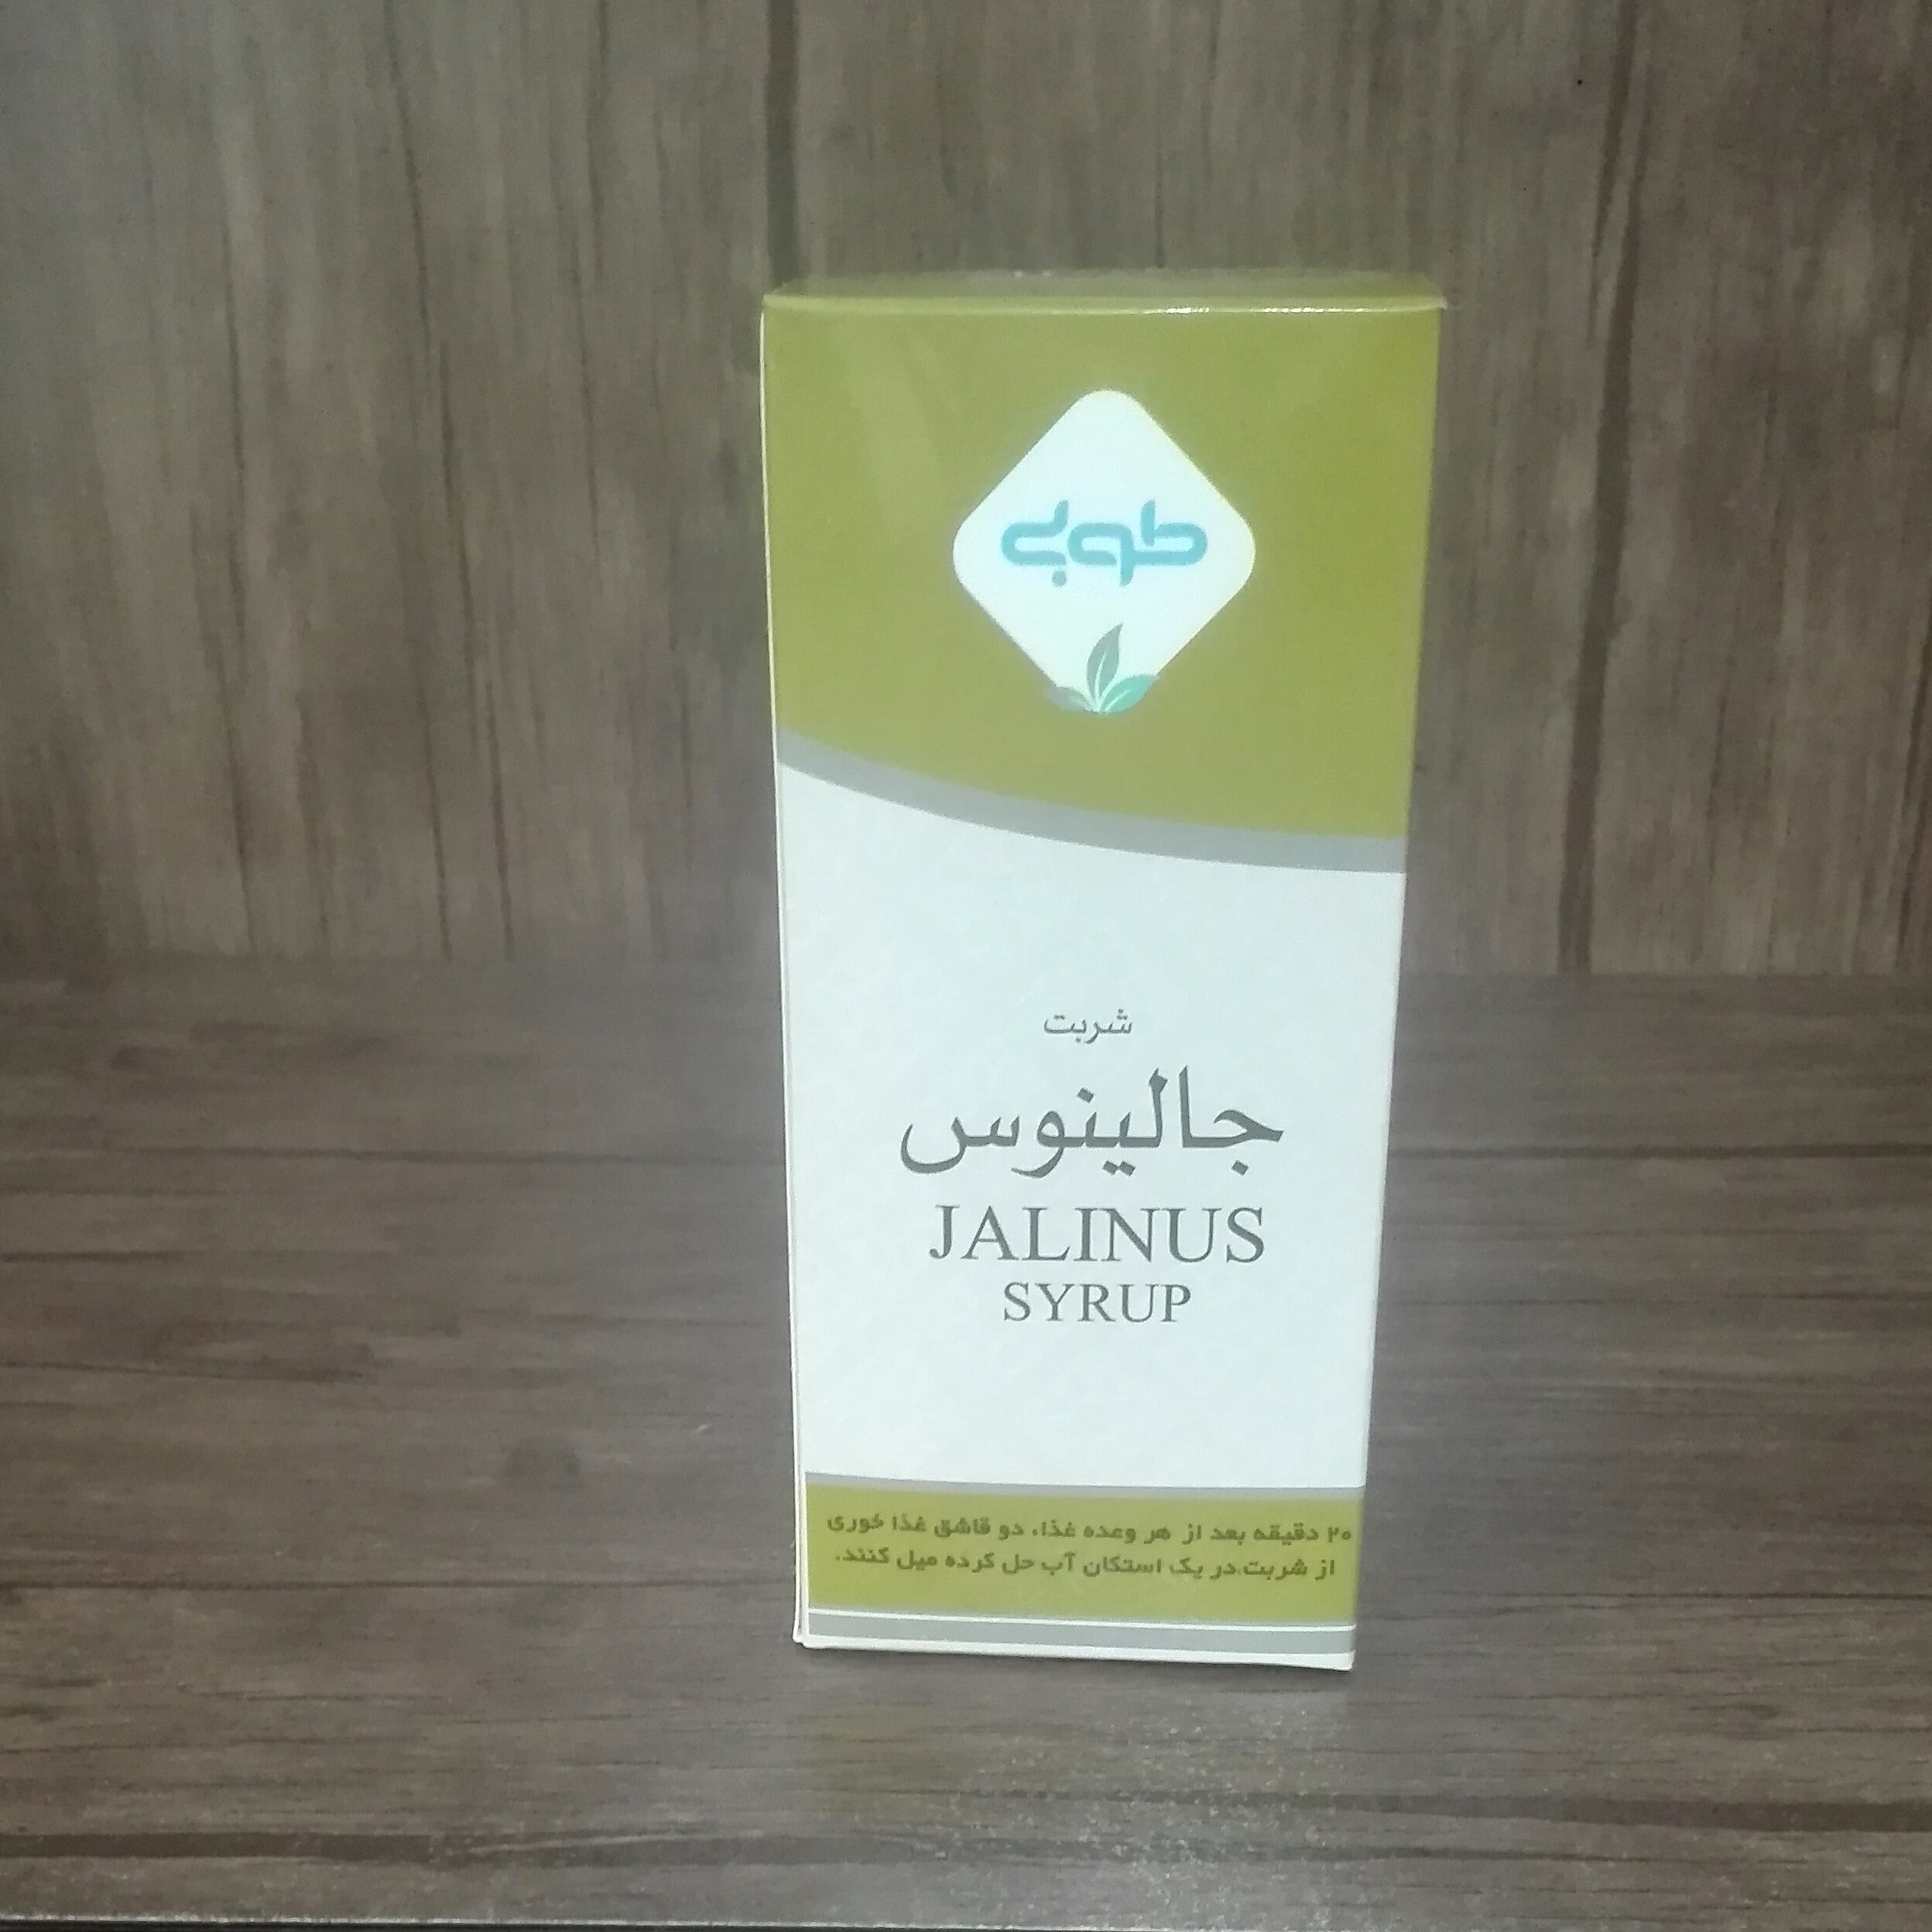 طوبی
شربت
جالینوس
JALINUS
SYRUP
۲۰ دقیقه بعد از هر وعده غذا، دو قاشق غذا خوری
از شربت در یک استکان آب حل کرده میل کنند.